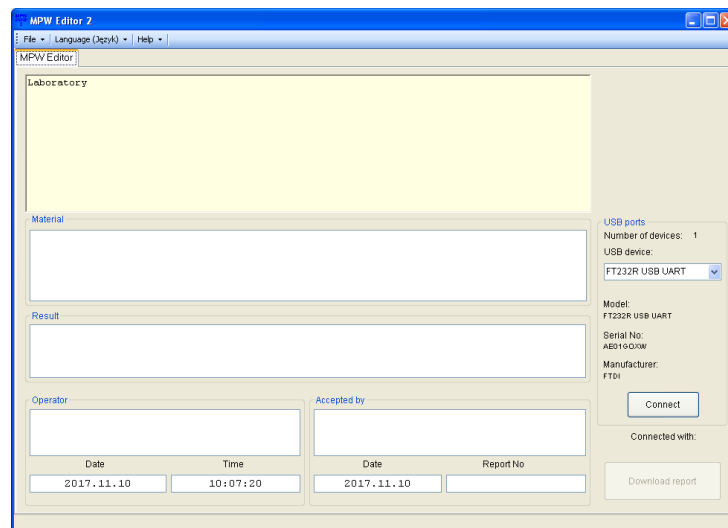 MPW Editor 2
File Language (Język) Help
MPW Editor
Laboratory
Material
Result
Operator
Date Time
2017.11.10 10:07:20
Accepted by
Date Report No
2017.11.10
USB ports
Number of devices: 1
USB device:
FT232R USB UART
Model:
FT232R USB UART
Serial No:
AE01GOXW
Manufacturer:
FTDI
Connect
Connected with:
Download report